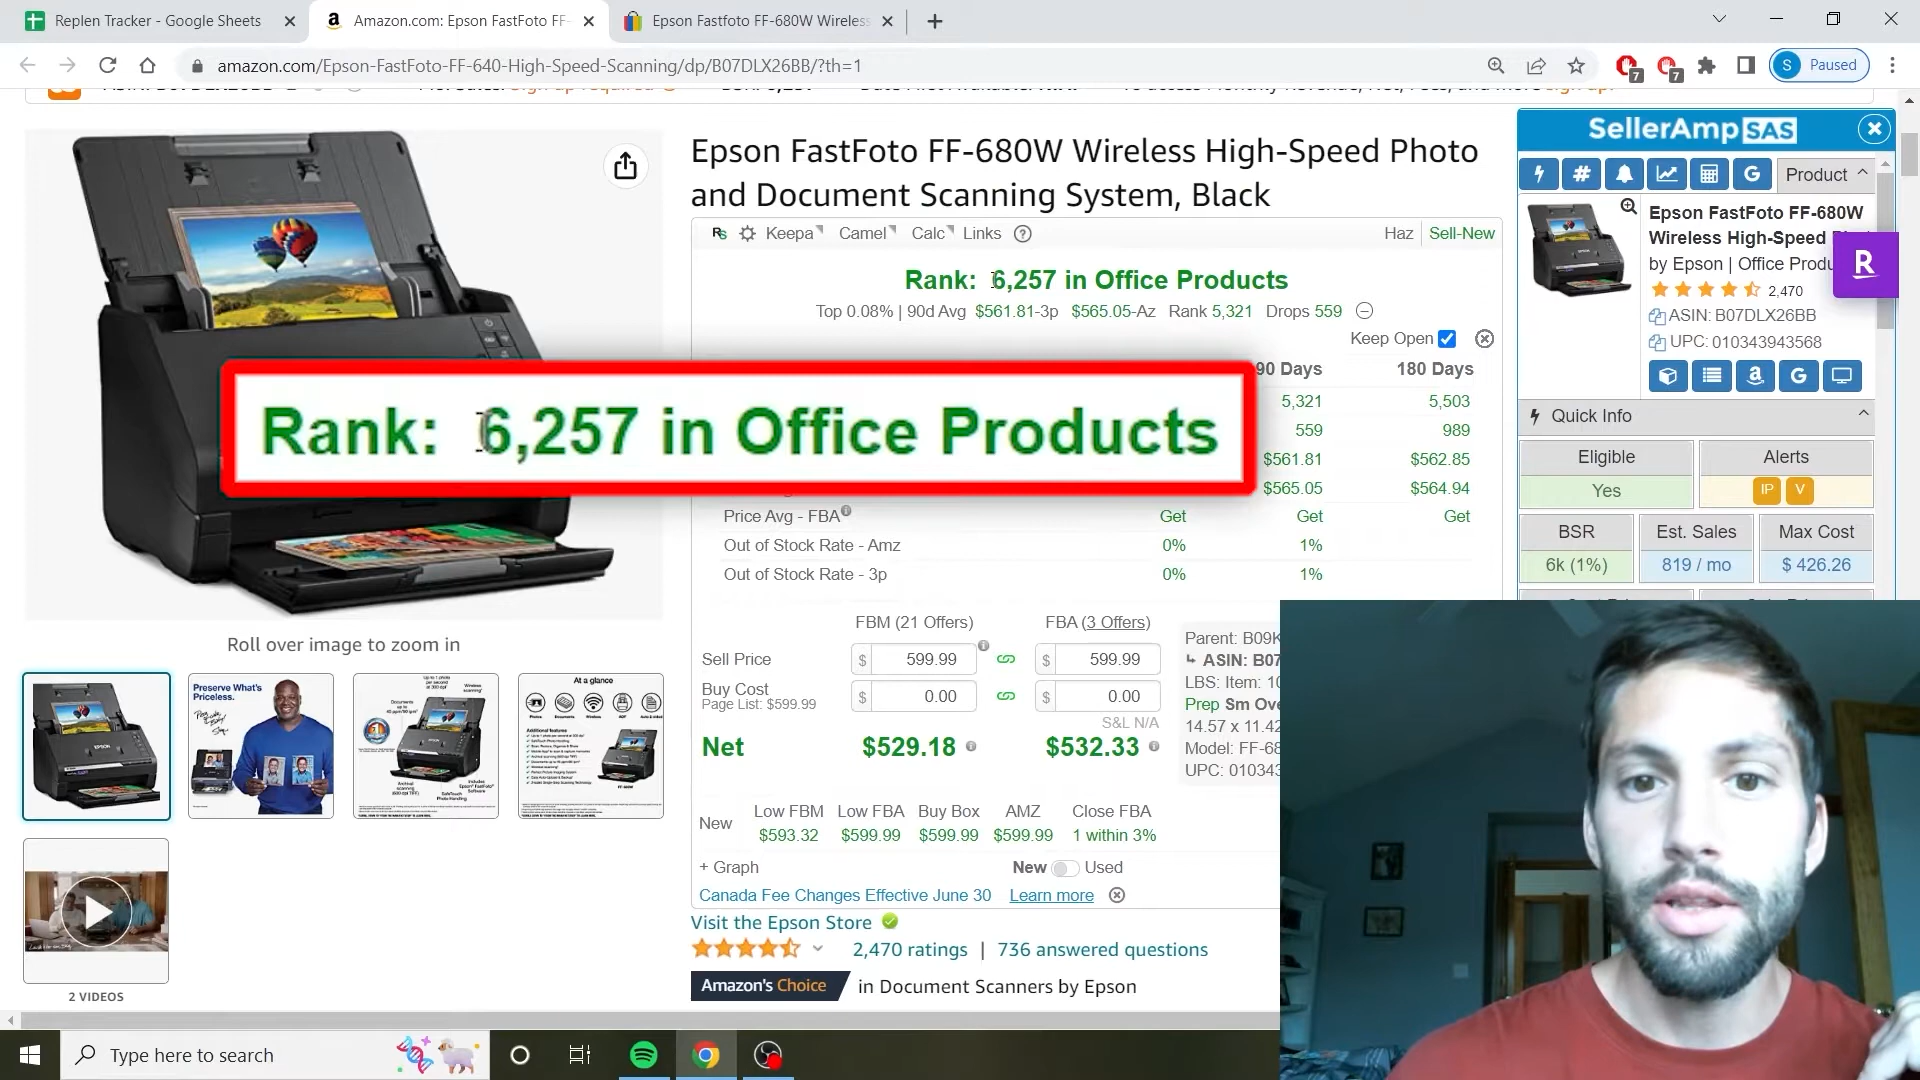 Replen Tracker - Google Sheets
Amazon.com: Epson FastFoto FF-
Epson Fastfoto FF-680W Wireless
amazon.com/Epson-FastFoto-FF-640-High-Speed-Scanning/dp/B07DLX26BB/?th=1
7
7
S Paused
SellerAmp SAS
Product
Epson FastFoto FF-680W
Wireless High-Speed
by Epson | Office Produ
R
2,470
ASIN: B07DLX26BB
UPC: 010343943568
Quick Info
Eligible
Yes
Alerts
IP V
BSR
6k (1%)
Est. Sales
819 / mo
Max Cost
$ 426.26
Epson FastFoto FF-680W Wireless High-Speed Photo
and Document Scanning System, Black
RS Keepa Camel Calc Links ? Haz Sell-New
Rank: 6,257 in Office Products
Top 0.08% | 90d Avg $561.81-3p $565.05-Az Rank 5,321 Drops 559
Keep Open
90 Days 180 Days
5,321 5,503
559 989
$561.81 $562.85
$565.05 $564.94
Rank: 6,257 in Office Products
Price Avg - FBA Get Get Get
Out of Stock Rate - Amz 0% 1%
Out of Stock Rate - 3p 0% 1%
FBM (21 Offers) FBA (3 Offers)
Sell Price $ 599.99 $ 599.99
Buy Cost $ 0.00 $ 0.00
Page List: $599.99
S&L N/A
Net $529.18 $532.33
Parent: B09K
ASIN: B07
LBS: Item: 10
Prep Sm Ove
14.57 x 11.42
Model: FF-68
UPC: 010343
Low FBM Low FBA Buy Box AMZ Close FBA
New $593.32 $599.99 $599.99 $599.99 1 within 3%
+ Graph New Used
Canada Fee Changes Effective June 30 Learn more
Visit the Epson Store
2,470 ratings | 736 answered questions
Amazon's Choice in Document Scanners by Epson
Roll over image to zoom in
Preserve What's
Priceless.
At a glance
EPSON
2 VIDEOS
Type here to search